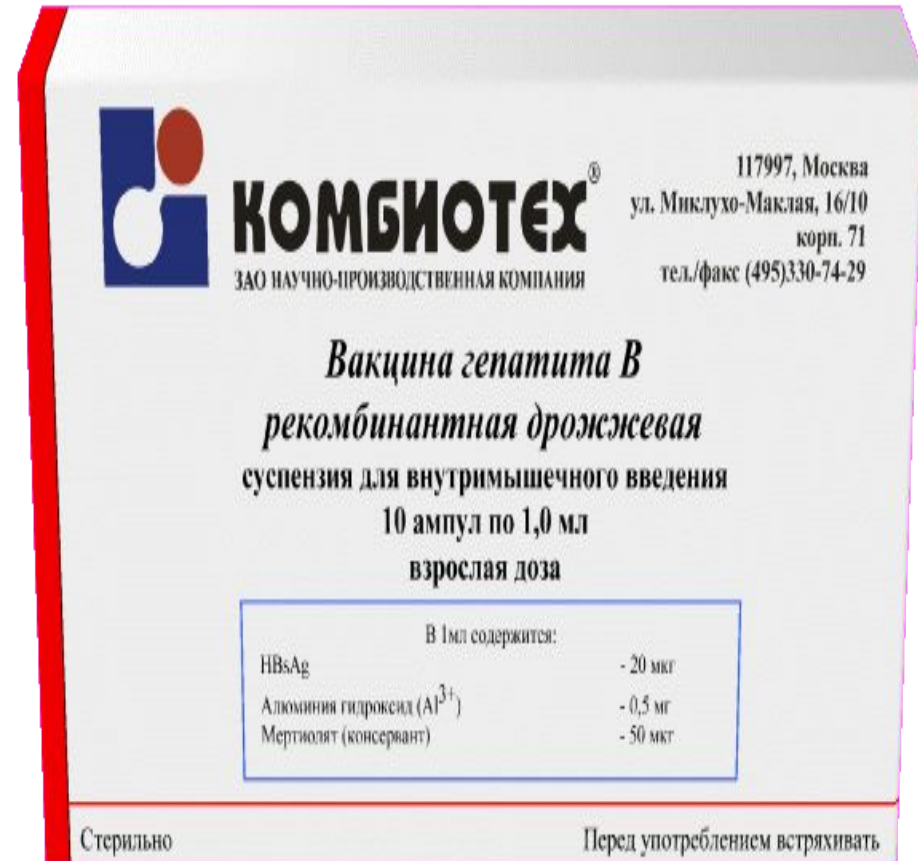 КОМБИОТЕХ®
ЗАО НАУЧНО-ПРОИЗВОДСТВЕННАЯ КОМПАНИЯ
117997, Москва
ул. Миклухо-Маклая, 16/10
корп. 71
тел./факс (495)330-74-29
Вакцина гепатита В
рекомбинантная дрожжевая
суспензия для внутримышечного введения
10 ампул по 1,0 мл
взрослая доза
В 1мл содержится:
HBsAg - 20 мкг
Алюминия гидроксид (Al3+) - 0,5 мг
Мертиолят (консервант) - 50 мкг
Стерильно Перед употреблением встряхивать